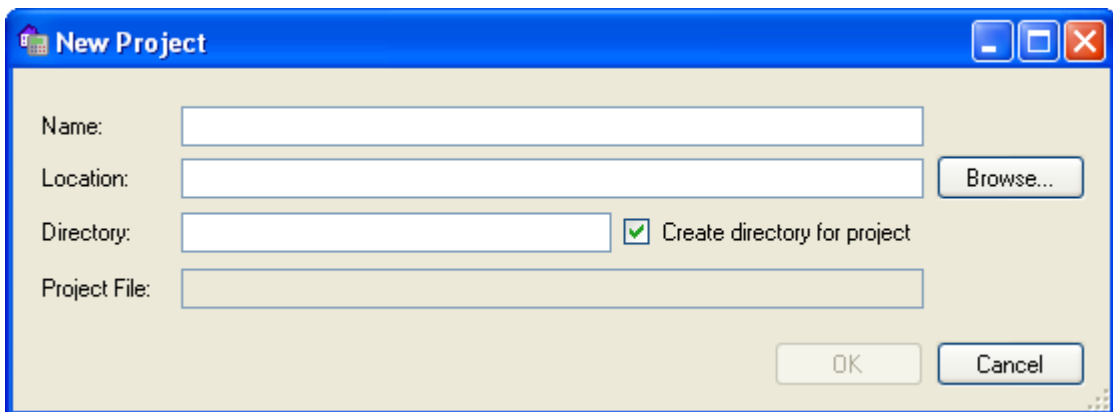 New Project
Name:
Location:
Browse...
Directory:
Create directory for project
Project File:
OK
Cancel